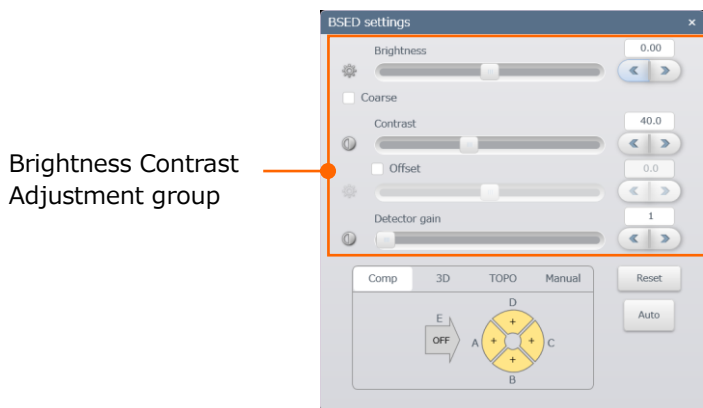 BSED settings ×
Brightness 0.00
Coarse
Contrast 40.0
Brightness Contrast
Adjustment group
Offset 0.0
Detector gain 1
Comp 3D TOPO Manual Reset
Auto
D
E
+
OFF A + + C
+
B